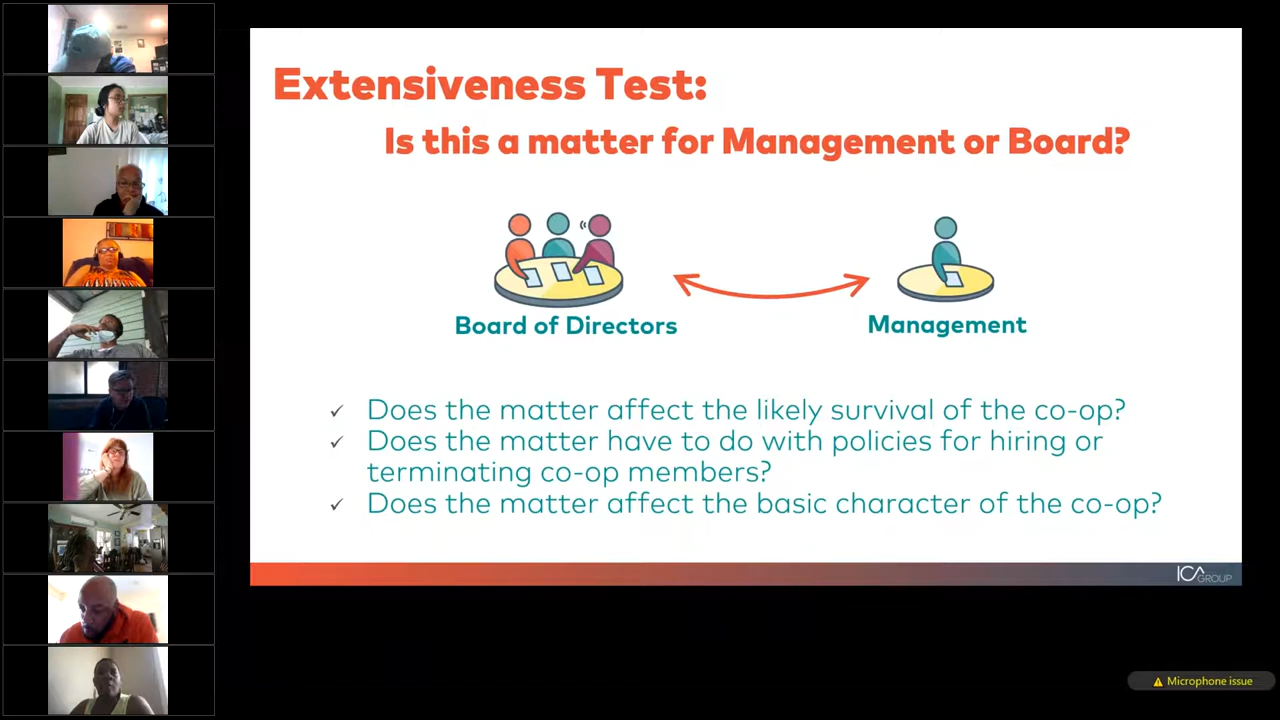 Extensiveness Test:
Is this a matter for Management or Board?
Board of Directors
Management
Does the matter affect the likely survival of the co-op?
Does the matter have to do with policies for hiring or
terminating co-op members?
Does the matter affect the basic character of the co-op?
ICA GROUP
Microphone issue